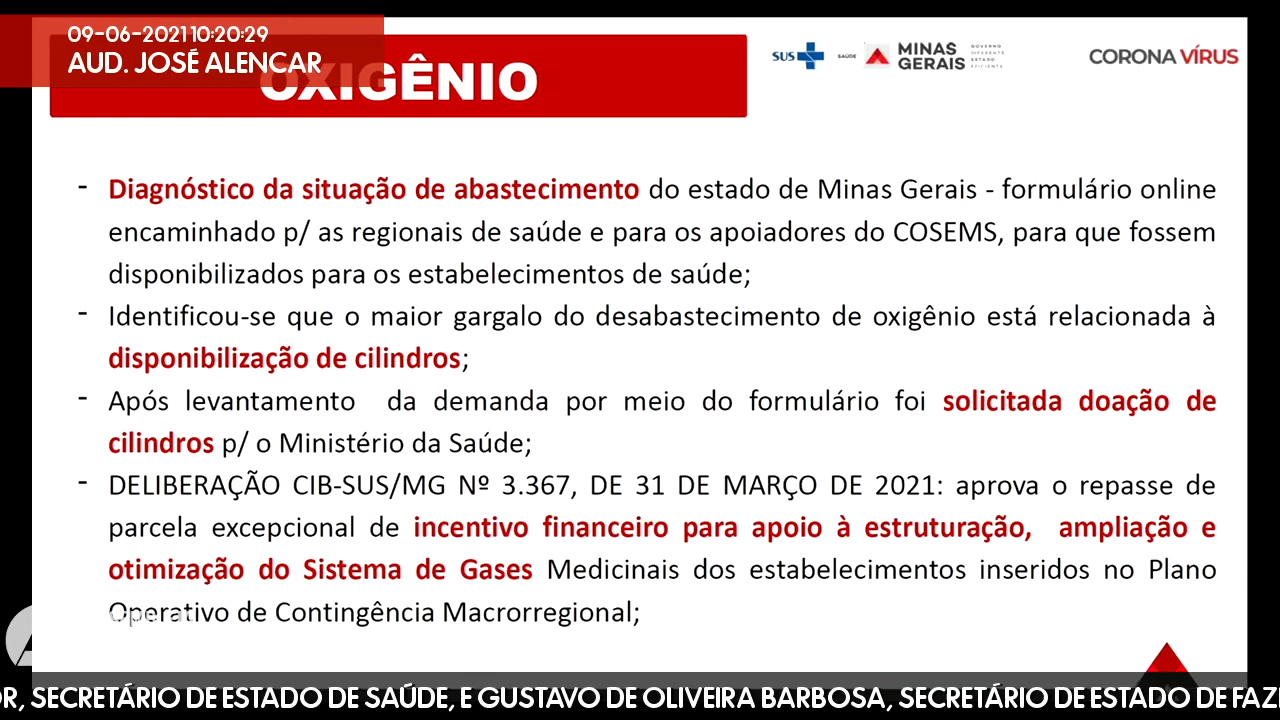 09-06-2021 10:20:29
AUD. JOSÉ ALENCAR
OXIGÊNIO
SUS
SAÚDE
MINAS
GERAIS
GOVERNO
DIFERENTE
ESTADO
EFICIENTE
CORONA VÍRUS
- Diagnóstico da situação de abastecimento do estado de Minas Gerais - formulário online
encaminhado p/ as regionais de saúde e para os apoiadores do COSEMS, para que fossem
disponibilizados para os estabelecimentos de saúde;
- Identificou-se que o maior gargalo do desabastecimento de oxigênio está relacionada à
disponibilização de cilindros;
- Após levantamento da demanda por meio do formulário foi solicitada doação de
cilindros p/ o Ministério da Saúde;
- DELIBERAÇÃO CIB-SUS/MG Nº 3.367, DE 31 DE MARÇO DE 2021: aprova o repasse de
parcela excepcional de incentivo financeiro para apoio à estruturação, ampliação e
otimização do Sistema de Gases Medicinais dos estabelecimentos inseridos no Plano
Operativo de Contingência Macrorregional;
OR, SECRETÁRIO DE ESTADO DE SAÚDE, E GUSTAVO DE OLIVEIRA BARBOSA, SECRETÁRIO DE ESTADO DE FAZE